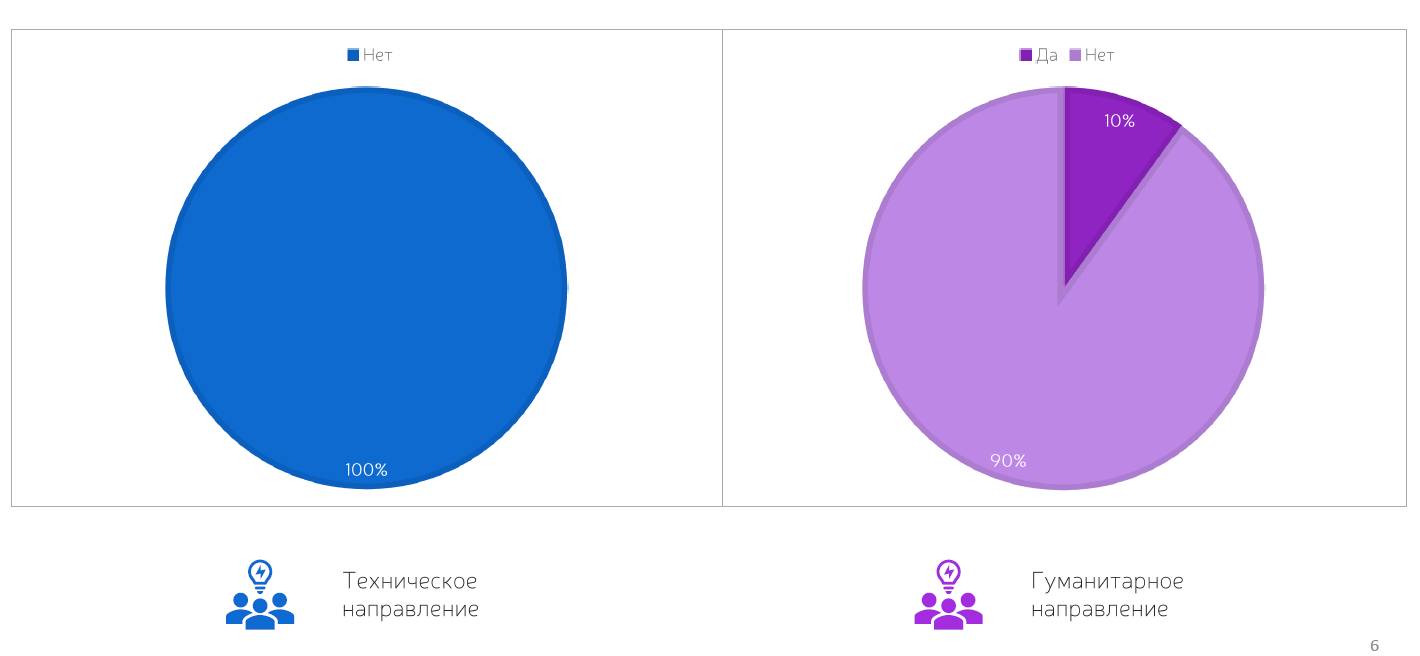 Нет
100%
Да Нет
10%
90%
Техническое
направление
Гуманитарное
направление
6